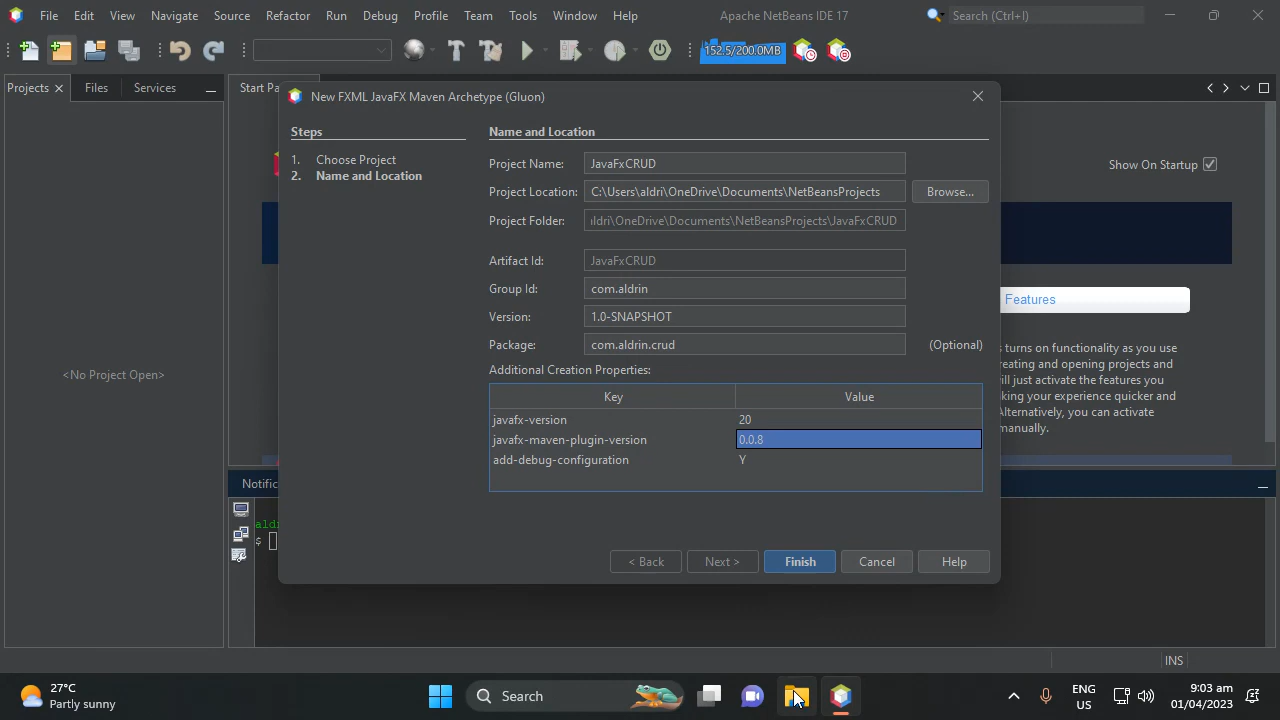 File Edit View Navigate Source Refactor Run Debug Profile Team Tools Window Help Apache NetBeans IDE 17 Search (Ctrl+I)
152.5/200.0MB
Projects Files Services Start Pa
New FXML JavaFX Maven Archetype (Gluon)
Steps
1. Choose Project
2. Name and Location
Name and Location
Project Name: JavaFxCRUD
Project Location: C:\Users\aldri\OneDrive\Documents\NetBeansProjects Browse...
Project Folder: ıldri\OneDrive\Documents\NetBeansProjects\JavaFxCRUD
Artifact Id: JavaFxCRUD
Group Id: com.aldrin
Version: 1.0-SNAPSHOT
Package: com.aldrin.crud (Optional)
Additional Creation Properties:
Key Value
javafx-version 20
javafx-maven-plugin-version 0.0.8
add-debug-configuration Y
< Back Next > Finish Cancel Help
Show On Startup
Features
s turns on functionality as you use
reating and opening projects and
ill just activate the features you
king your experience quicker and
Alternatively, you can activate
manually.
<No Project Open>
Notific
aldr
$
INS
27°C
Partly sunny
Search
ENG
US
9:03 am
01/04/2023